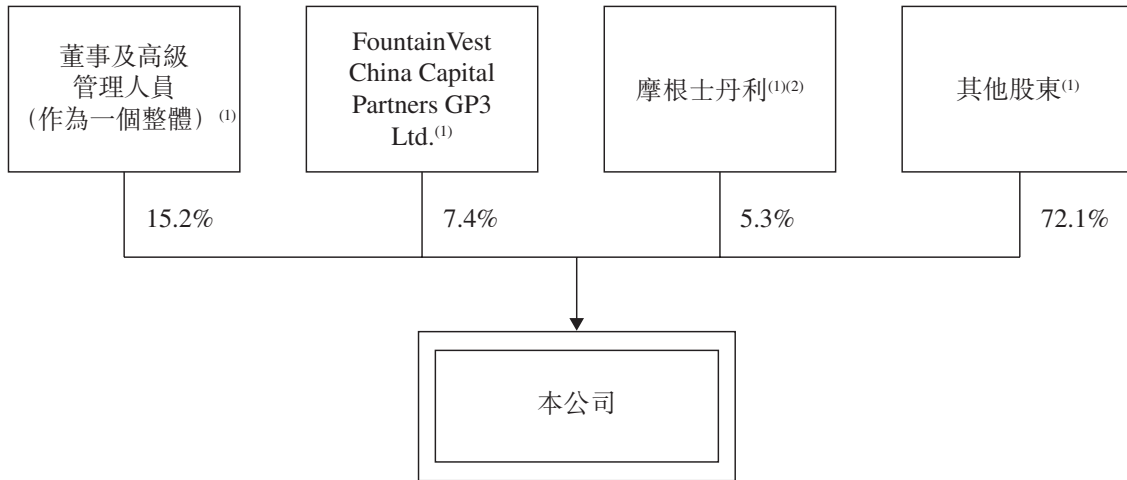 董事及高級
管理人員
（作為一個整體）(1)
FountainVest
China Capital
Partners GP3
Ltd.(1)
摩根士丹利(1)(2)
其他股東(1)
15.2%
7.4%
5.3%
72.1%
本公司